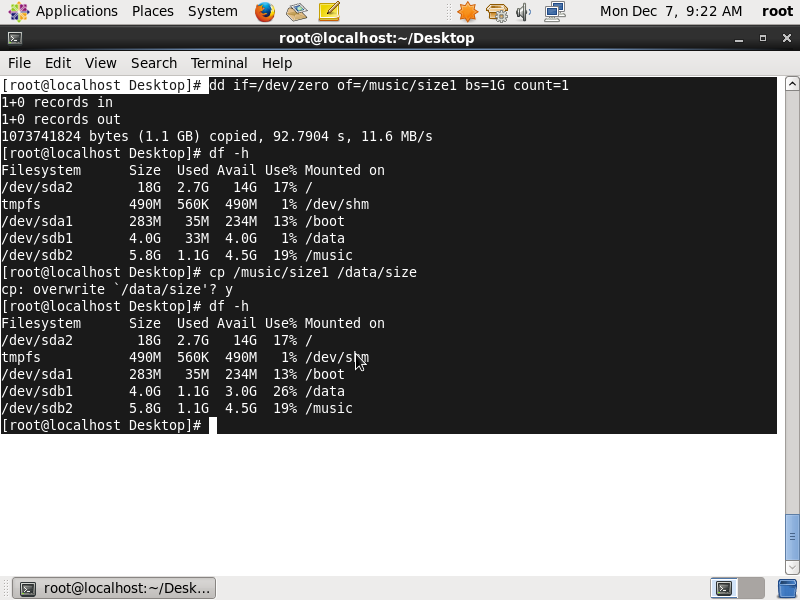 Applications Places System Mon Dec 7, 9:22 AM root
root@localhost:~/Desktop
File Edit View Search Terminal Help
[root@localhost Desktop]# dd if=/dev/zero of=/music/size1 bs=1G count=1
1+0 records in
1+0 records out
1073741824 bytes (1.1 GB) copied, 92.7904 s, 11.6 MB/s
[root@localhost Desktop]# df -h
Filesystem      Size  Used Avail Use% Mounted on
/dev/sda2        18G  2.7G   14G  17% /
tmpfs           490M  560K  490M   1% /dev/shm
/dev/sda1       283M   35M  234M  13% /boot
/dev/sdb1       4.0G   33M  4.0G   1% /data
/dev/sdb2       5.8G  1.1G  4.5G  19% /music
[root@localhost Desktop]# cp /music/size1 /data/size
cp: overwrite `/data/size'? y
[root@localhost Desktop]# df -h
Filesystem      Size  Used Avail Use% Mounted on
/dev/sda2        18G  2.7G   14G  17% /
tmpfs           490M  560K  490M   1% /dev/shm
/dev/sda1       283M   35M  234M  13% /boot
/dev/sdb1       4.0G  1.1G  3.0G  26% /data
/dev/sdb2       5.8G  1.1G  4.5G  19% /music
[root@localhost Desktop]#
root@localhost:~/Desk...